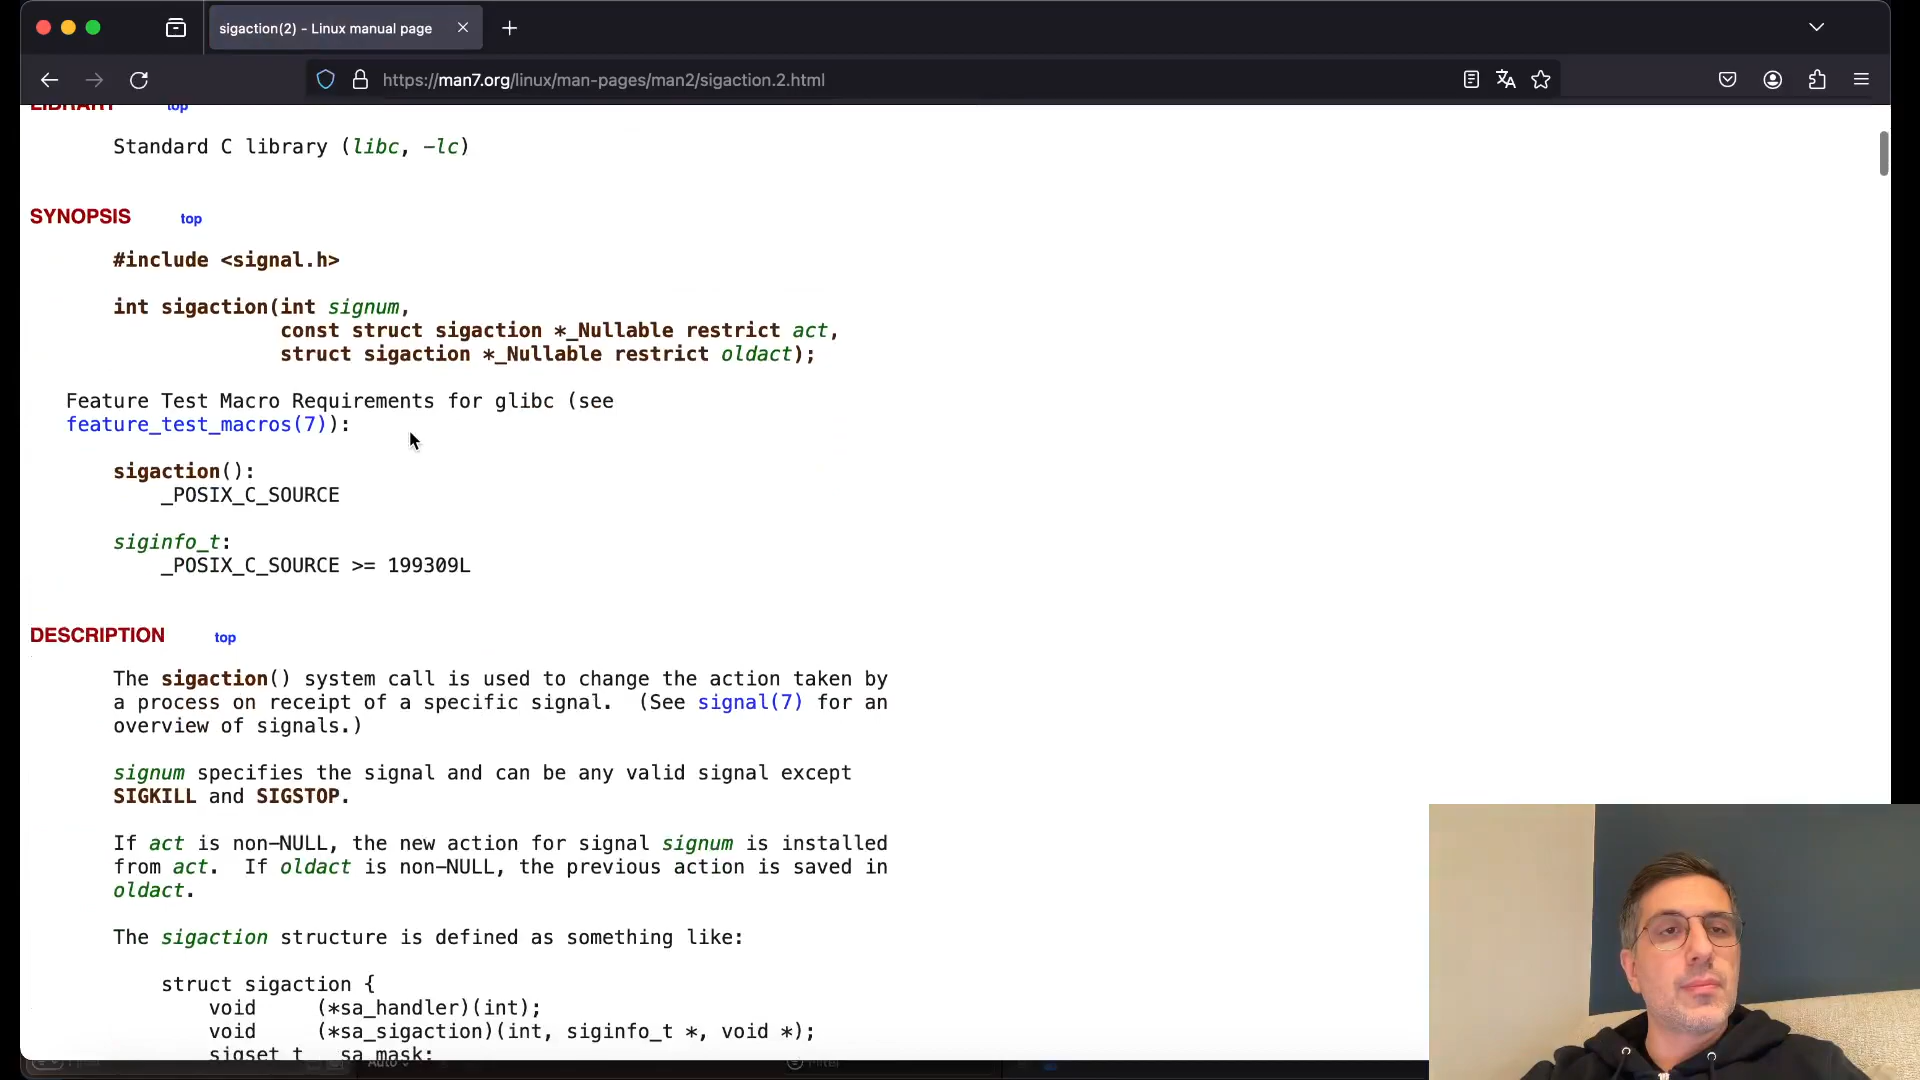 sigaction(2) - Linux manual page
https://man7.org/linux/man-pages/man2/sigaction.2.html
LIBRARY top
Standard C library (libc, -lc)
SYNOPSIS top
#include <signal.h>
int sigaction(int signum,
const struct sigaction *_Nullable restrict act,
struct sigaction *_Nullable restrict oldact);
Feature Test Macro Requirements for glibc (see
feature_test_macros(7)):
sigaction():
_POSIX_C_SOURCE
siginfo_t:
_POSIX_C_SOURCE >= 199309L
DESCRIPTION top
The sigaction() system call is used to change the action taken by
a process on receipt of a specific signal. (See signal(7) for an
overview of signals.)
signum specifies the signal and can be any valid signal except
SIGKILL and SIGSTOP.
If act is non-NULL, the new action for signal signum is installed
from act. If oldact is non-NULL, the previous action is saved in
oldact.
The sigaction structure is defined as something like:
struct sigaction {
void (*sa_handler)(int);
void (*sa_sigaction)(int, siginfo_t *, void *);
sigset_t sa_mask;
Auto